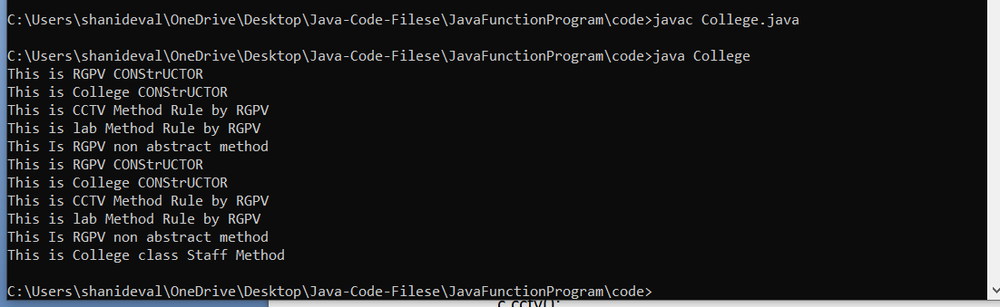 C:\Users\shanideval\OneDrive\Desktop\Java-Code-Filese\JavaFunctionProgram\code>javac College.java
C:\Users\shanideval\OneDrive\Desktop\Java-Code-Filese\JavaFunctionProgram\code>java College
This is RGPV CONStrUCTOR
This is College CONStrUCTOR
This is CCTV Method Rule by RGPV
This is lab Method Rule by RGPV
This Is RGPV non abstract method
This is RGPV CONStrUCTOR
This is College CONStrUCTOR
This is CCTV Method Rule by RGPV
This is lab Method Rule by RGPV
This Is RGPV non abstract method
This is College class Staff Method
C:\Users\shanideval\OneDrive\Desktop\Java-Code-Filese\JavaFunctionProgram\code>
c.cctv();